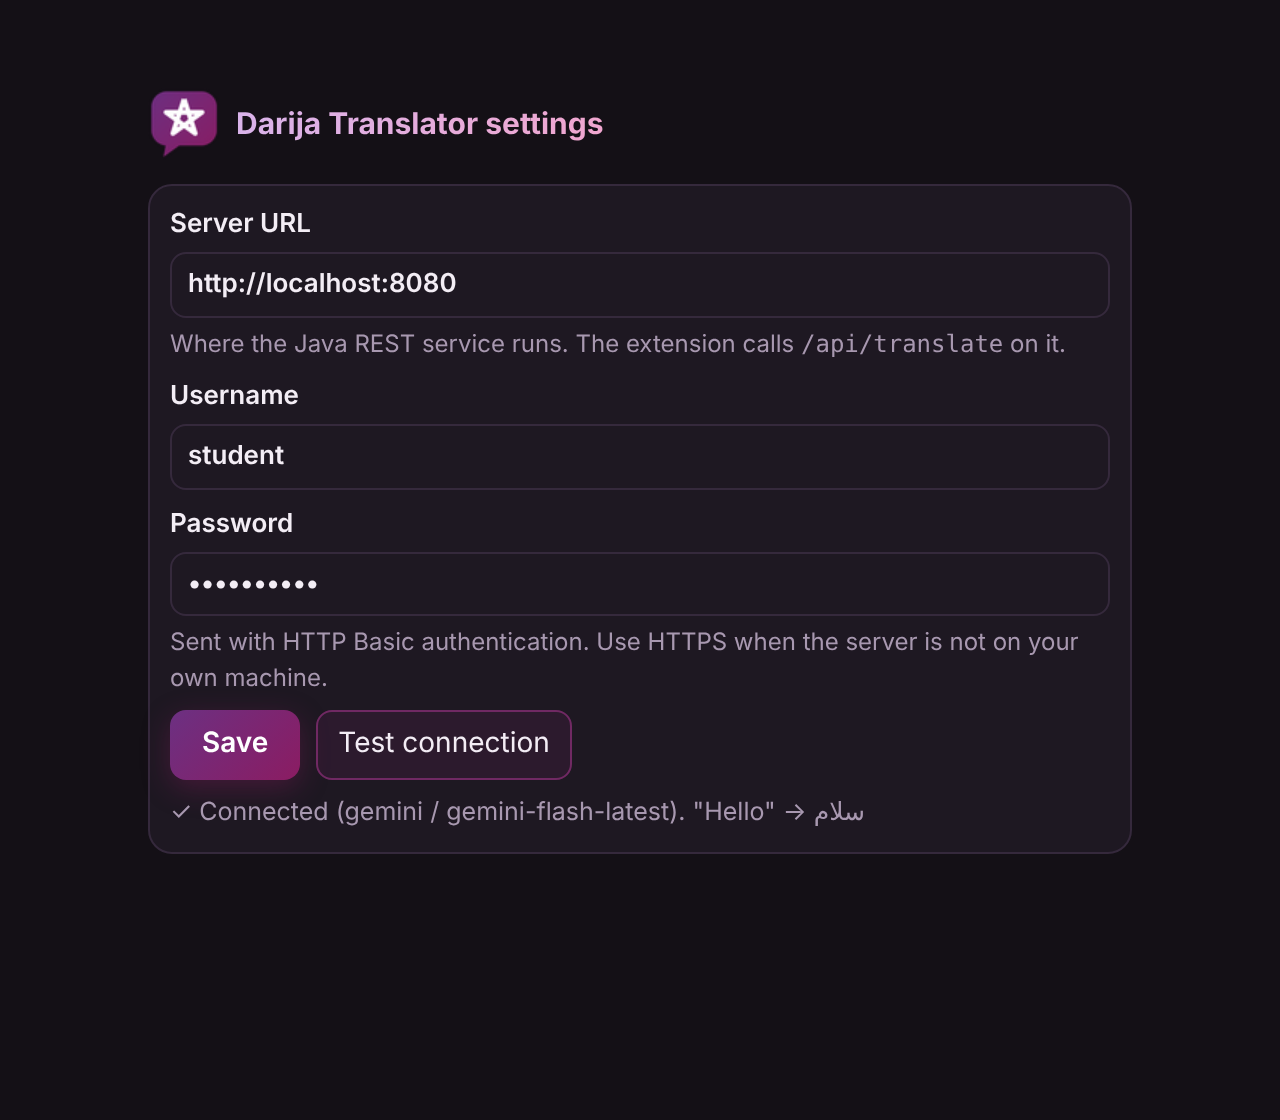 Darija Translator settings
Server URL
http://localhost:8080
Where the Java REST service runs. The extension calls /api/translate on it.
Username
student
Password
••••••••••
Sent with HTTP Basic authentication. Use HTTPS when the server is not on your
own machine.
Save
Test connection
✓ Connected (gemini / gemini-flash-latest). "Hello" → سلام